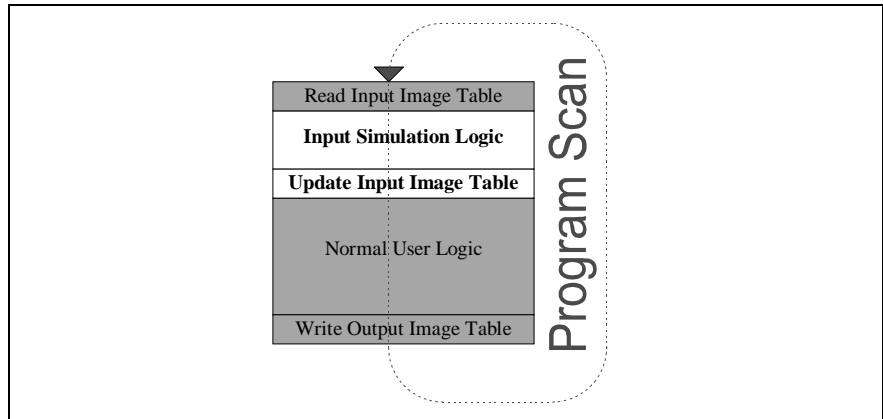 Read Input Image Table
Input Simulation Logic
Update Input Image Table
Normal User Logic
Write Output Image Table
Program Scan